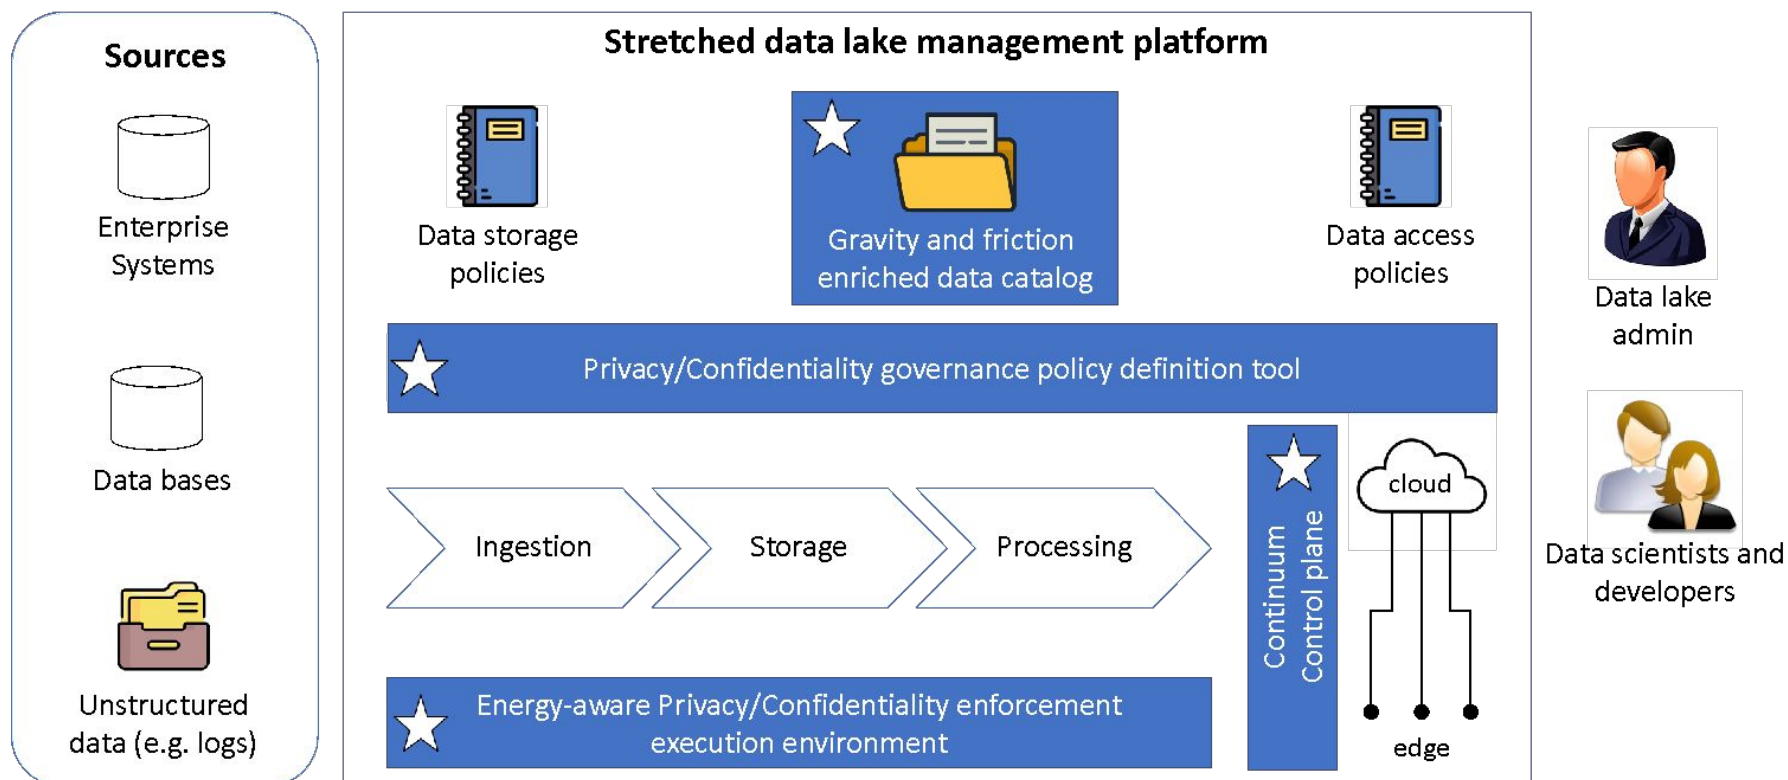 Sources
Enterprise
Systems
Data bases
Unstructured
data (e.g. logs)
Stretched data lake management platform
Data storage
policies
Gravity and friction
enriched data catalog
Data access
policies
Privacy/Confidentiality governance policy definition tool
Ingestion
Storage
Processing
Continuum
Control plane
cloud
edge
Energy-aware Privacy/Confidentiality enforcement
execution environment
Data lake
admin
Data scientists and
developers